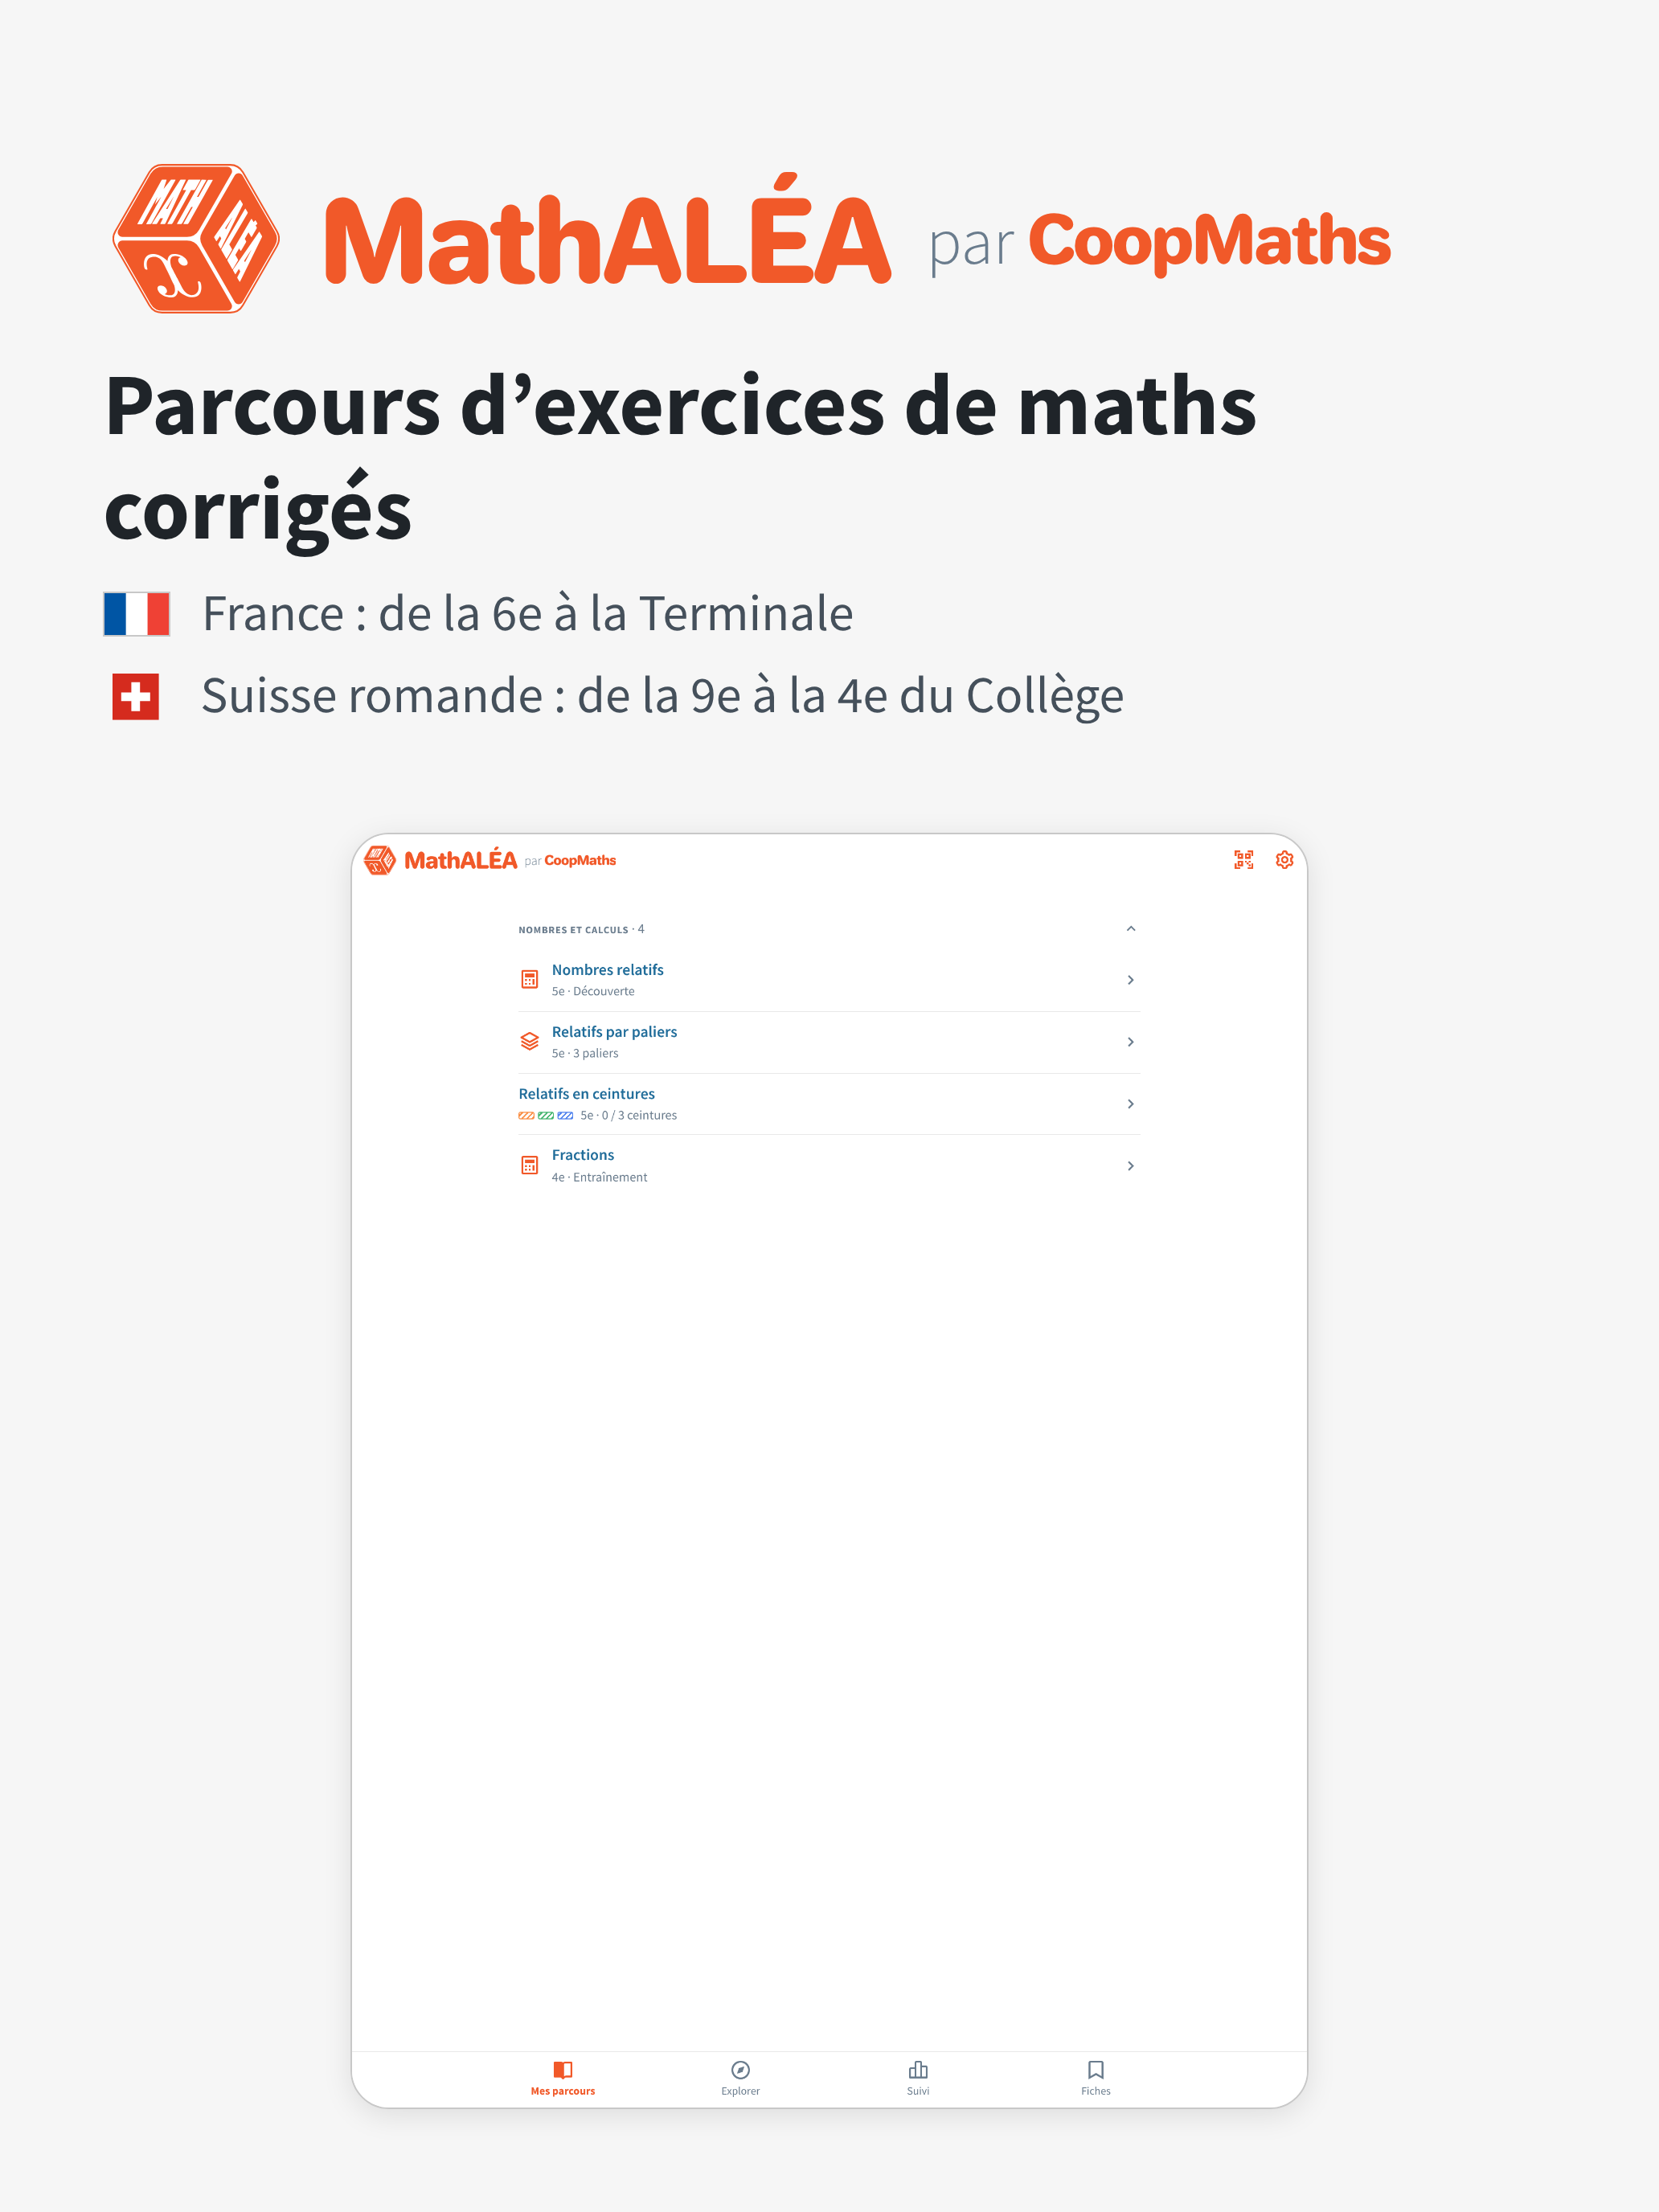 MATH
ALÉA
x
MathALÉA par CoopMaths
Parcours d’exercices de maths
corrigés
France : de la 6e à la Terminale
Suisse romande : de la 9e à la 4e du Collège
MathALÉA par CoopMaths
NOMBRES ET CALCULS · 4
Nombres relatifs
5e · Découverte
Relatifs par paliers
5e · 3 paliers
Relatifs en ceintures
5e · 0 / 3 ceintures
Fractions
4e · Entraînement
Mes parcours
Explorer
Suivi
Fiches